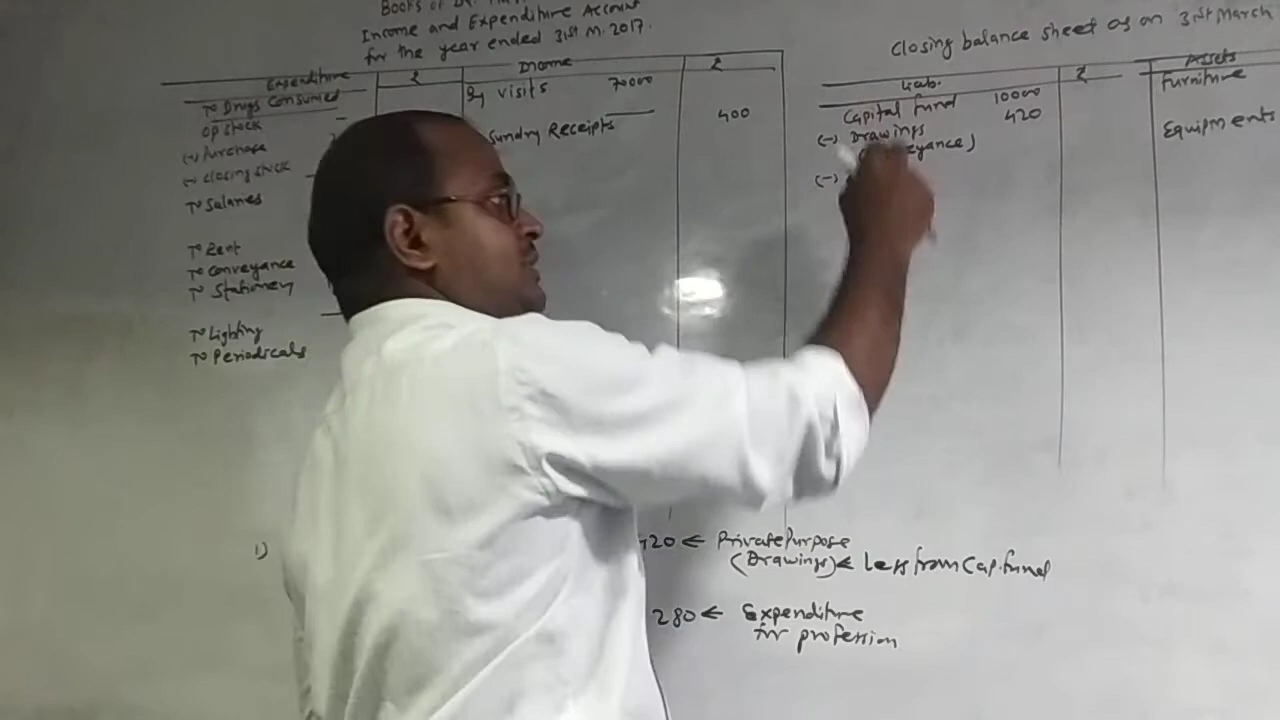 Books of Dr.
Income and Expenditure Account
for the year ended 31st M. 2017.
Expenditure ₹ Income ₹
To Drugs Consumed
OP Stock
(-) Purchase
(-) closing stock
To Salaries
To Rent
To Conveyance
To Stationery
To Lighting
To Periodicals
By visits 70000
Sundry Receipts 400
Closing balance sheet as on 31st March
Liab. ₹ Assets
Capital fund 10000
(-) Drawings 420
(-)
Furniture
Equipments
1)
420 ← Private Purpose
(Drawings) ← Less from Cap. fund
280 ← Expenditure
for profession